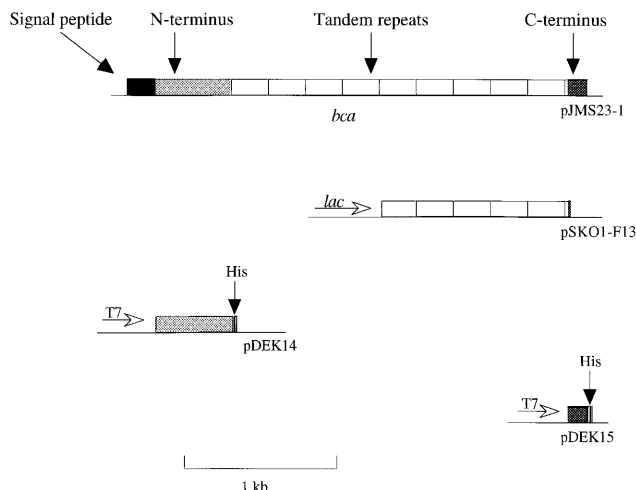 Signal peptide
N-terminus
Tandem repeats
C-terminus
bca
pJMS23-1
lac
pSKO1-F13
His
T7
pDEK14
His
T7
pDEK15
1 kb